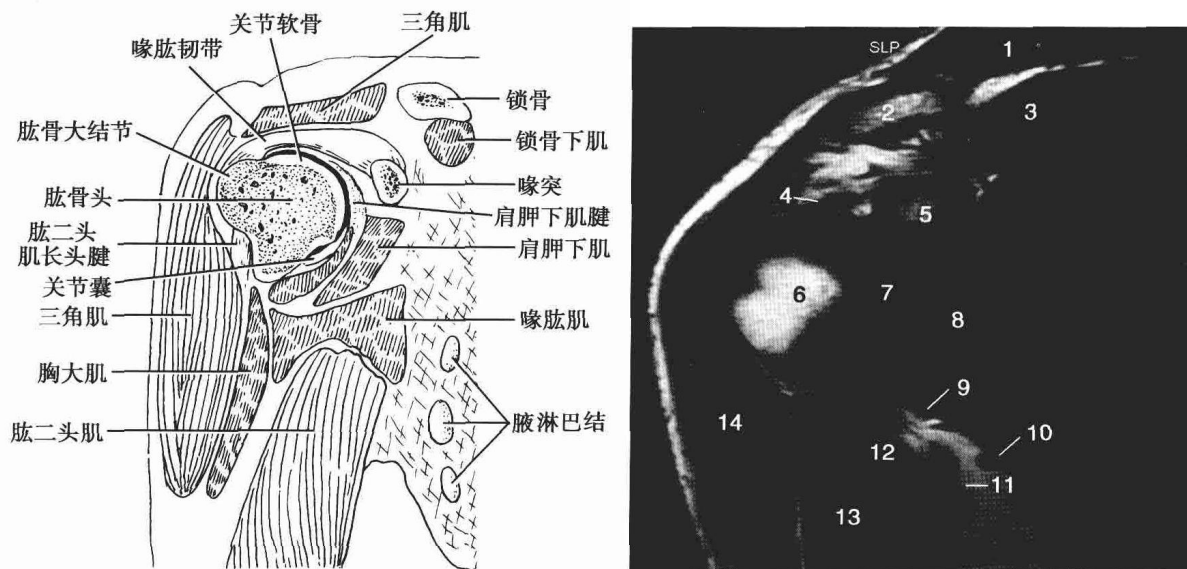 关节软骨
三角肌
喙肱韧带
锁骨
肱骨大结节
锁骨下肌
肱骨头
喙突
肱二头
肌长头腱
肩胛下肌腱
关节囊
肩胛下肌
三角肌
喙肱肌
胸大肌
肱二头肌
腋淋巴结
SLP
1
2
3
4
5
6
7
8
9
10
11
12
13
14